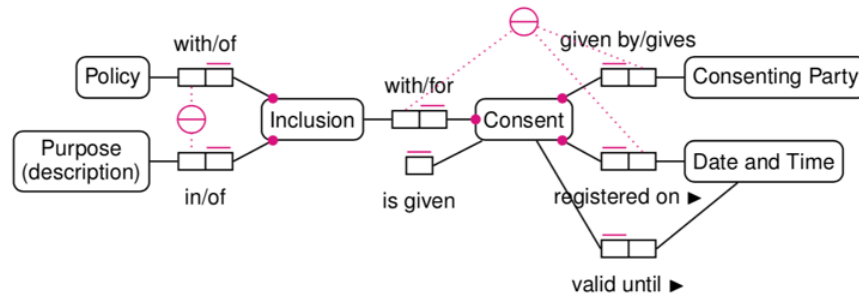 with/of
given by/gives
Policy
with/for
Consenting Party
Inclusion
Consent
Purpose
(description)
Date and Time
in/of
is given
registered on ►
valid until ►